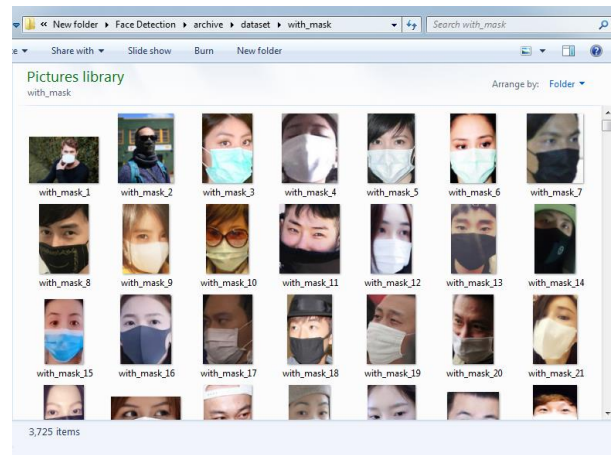 « New folder ▸ Face Detection ▸ archive ▸ dataset ▸ with_mask Search with_mask
Share with Slide show Burn New folder
Pictures library
with_mask
Arrange by: Folder
with_mask_1 with_mask_2 with_mask_3 with_mask_4 with_mask_5 with_mask_6 with_mask_7
with_mask_8 with_mask_9 with_mask_10 with_mask_11 with_mask_12 with_mask_13 with_mask_14
with_mask_15 with_mask_16 with_mask_17 with_mask_18 with_mask_19 with_mask_20 with_mask_21
3,725 items